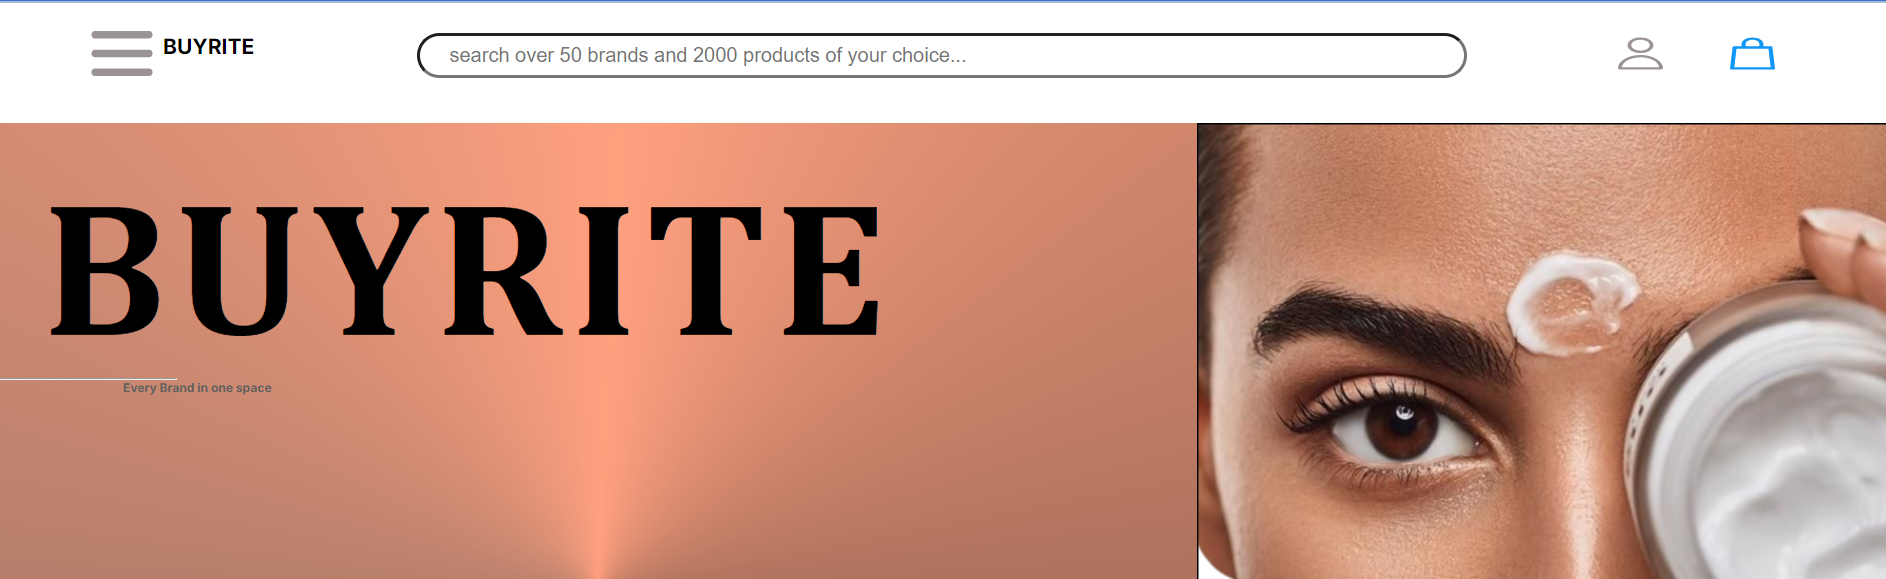 BUYRITE
search over 50 brands and 2000 products of your choice...
BUYRITE
Every Brand in one space